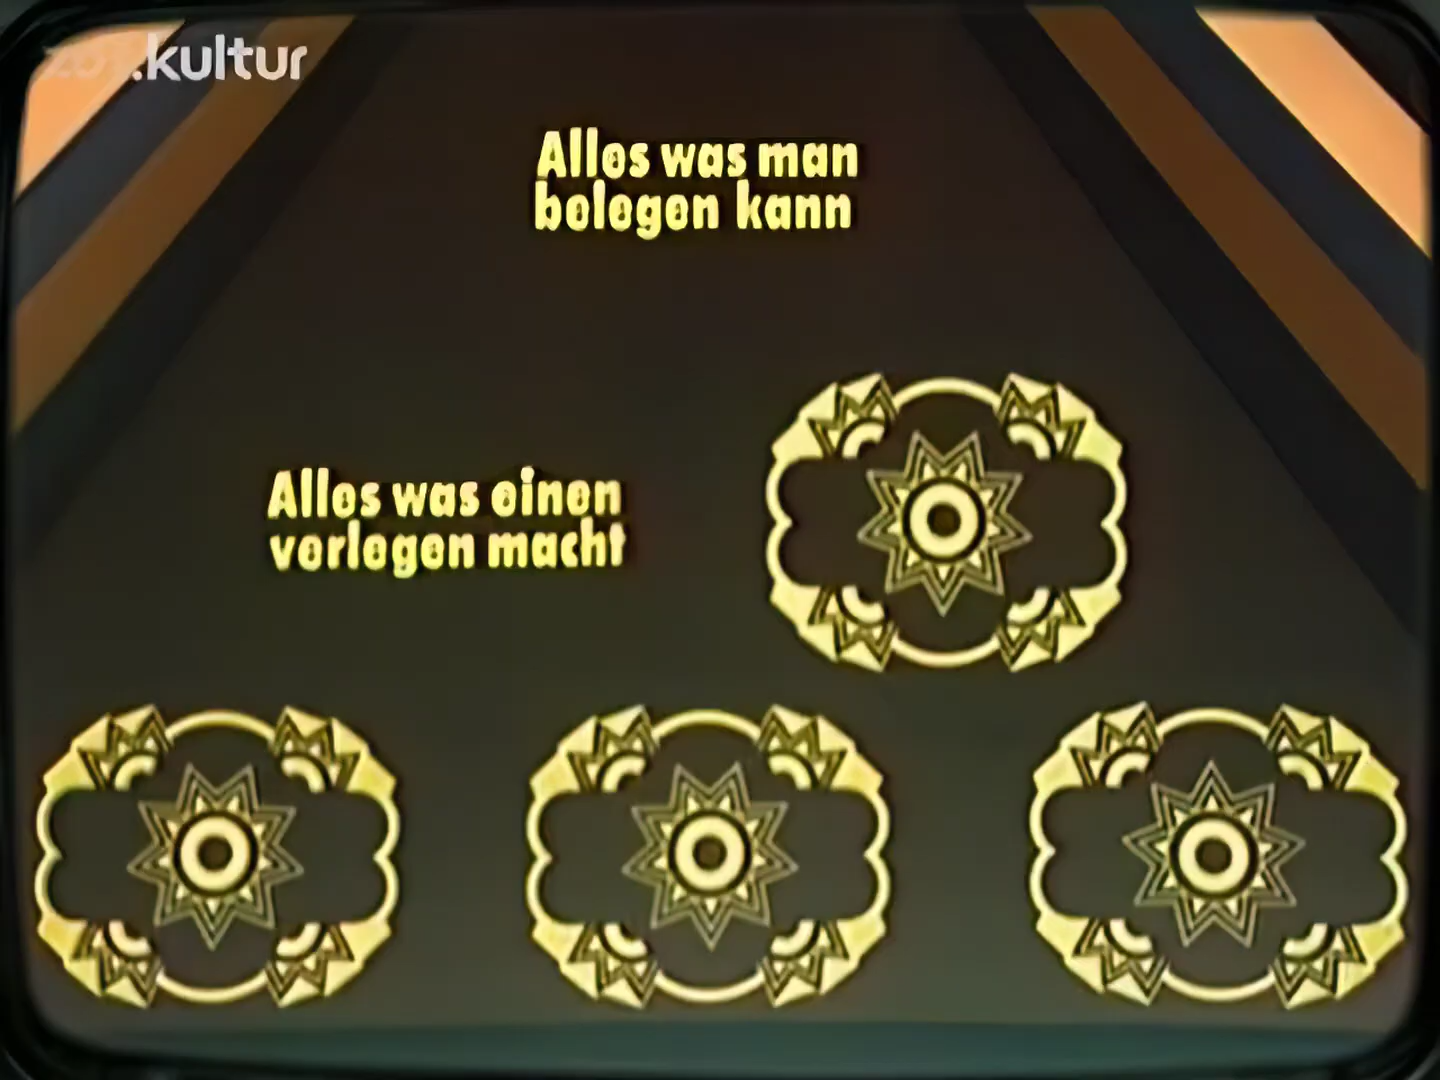 .kultur
Alles was man
belegen kann
Alles was einen
verlegen macht